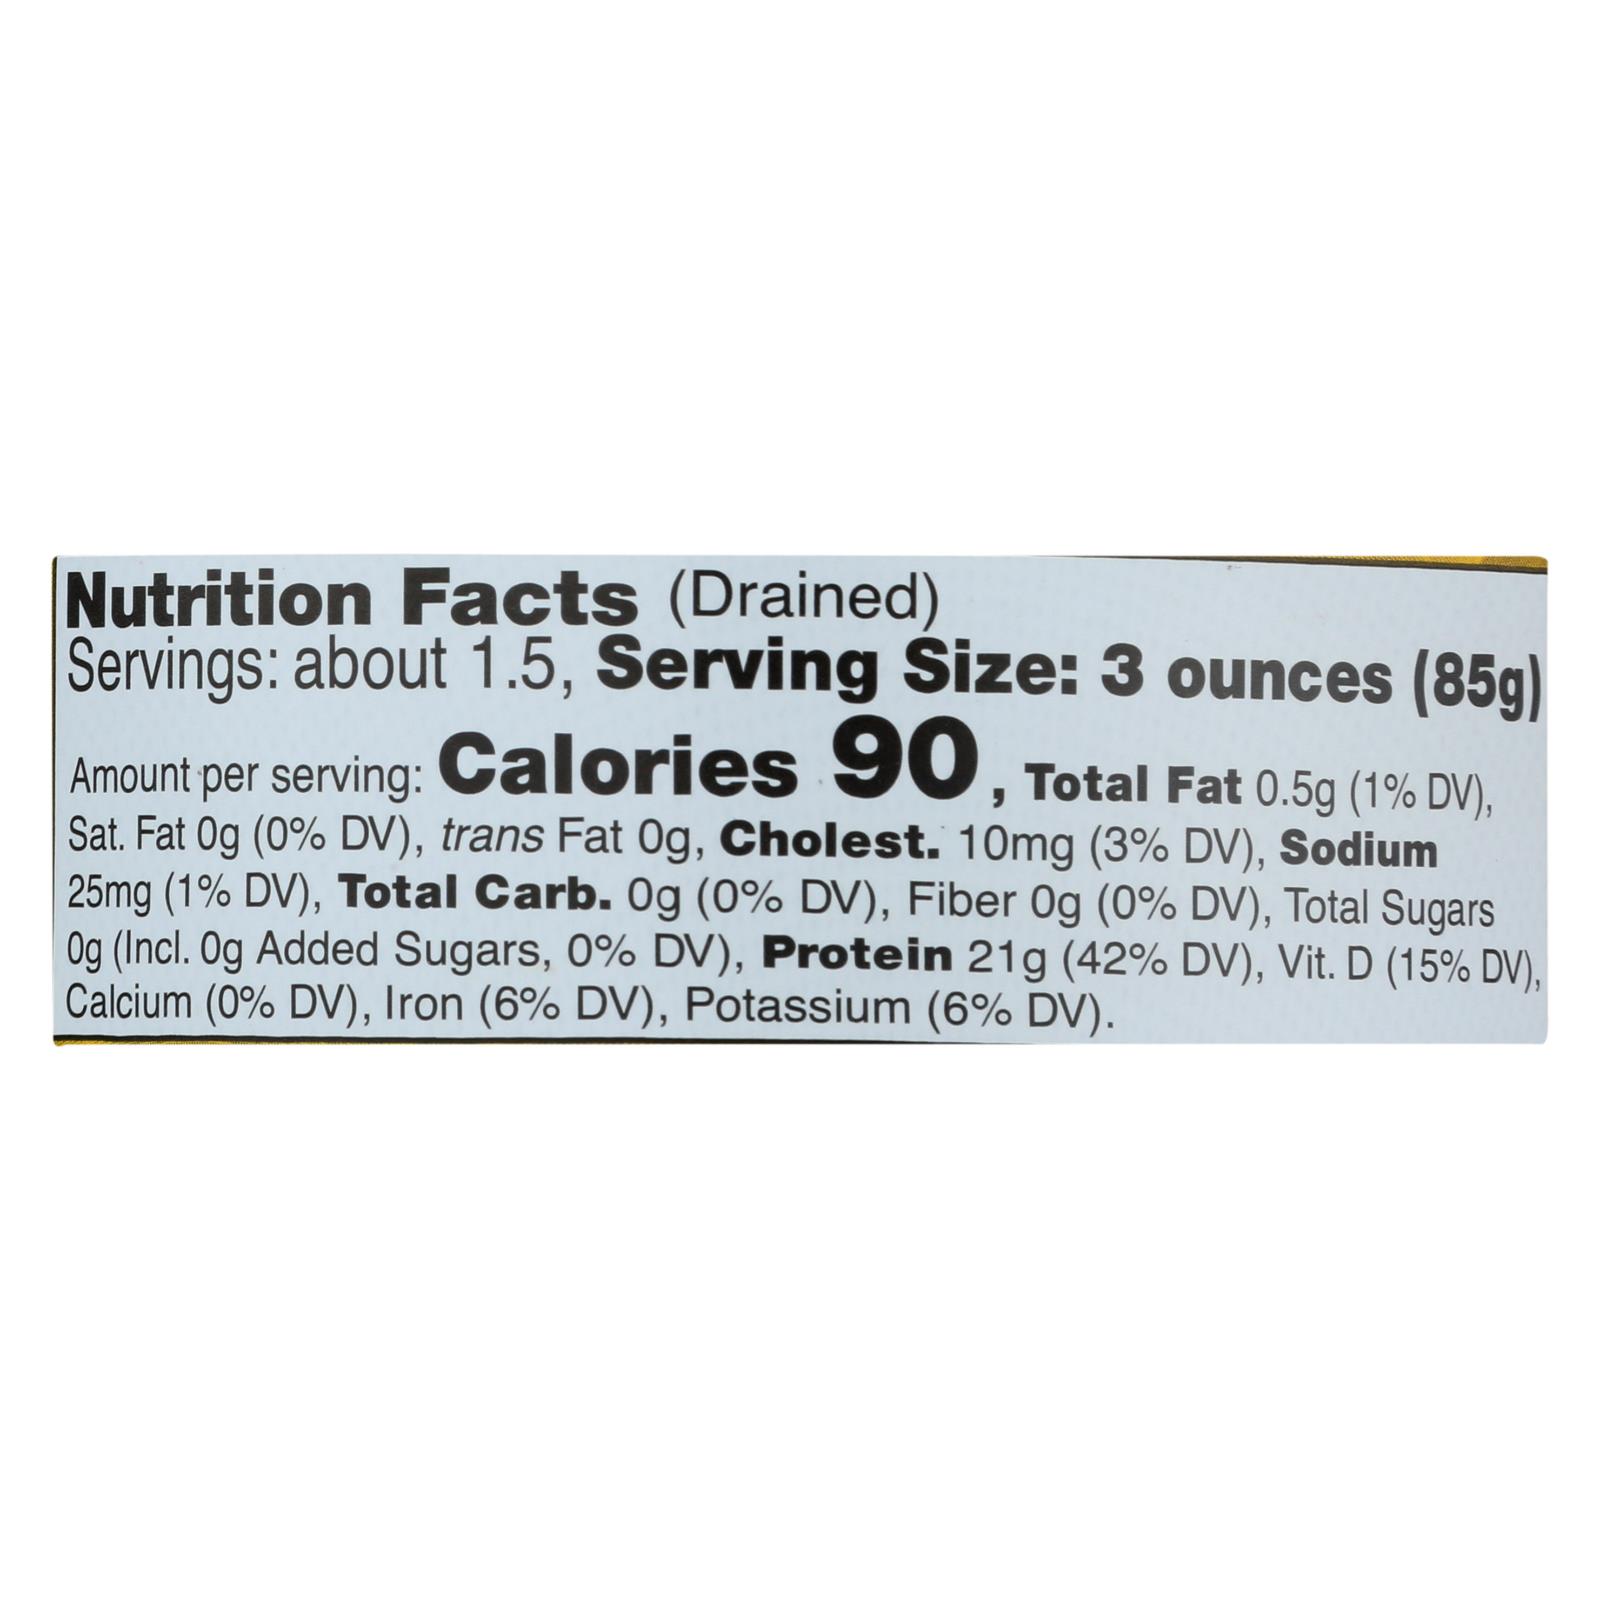 Nutrition Facts (Drained)
Servings: about 1.5, Serving Size: 3 ounces (85g)
Amount per serving: Calories 90, Total Fat 0.5g (1% DV),
Sat. Fat 0g (0% DV), trans Fat 0g, Cholest. 10mg (3% DV), Sodium
25mg (1% DV), Total Carb. 0g (0% DV), Fiber 0g (0% DV), Total Sugars
0g (Incl. 0g Added Sugars, 0% DV), Protein 21g (42% DV), Vit. D (15% DV),
Calcium (0% DV), Iron (6% DV), Potassium (6% DV).